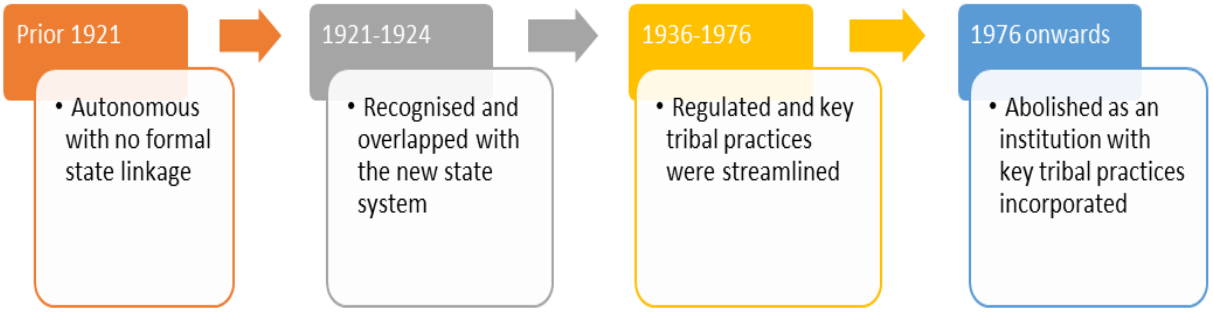 Prior 1921
• Autonomous
with no formal
state linkage
1921-1924
• Recognised and
overlapped with
the new state
system
1936-1976
• Regulated and key
tribal practices
were streamlined
1976 onwards
• Abolished as an
institution with
key tribal practices
incorporated